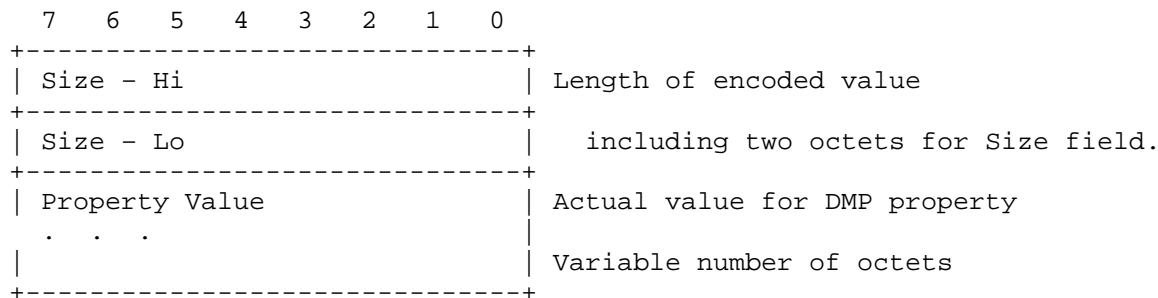 7 6 5 4 3 2 1 0
+-------------------------------+
| Size - Hi | Length of encoded value
+-------------------------------+
| Size - Lo | including two octets for Size field.
+-------------------------------+
| Property Value | Actual value for DMP property
. . . |
| | Variable number of octets
+-------------------------------+